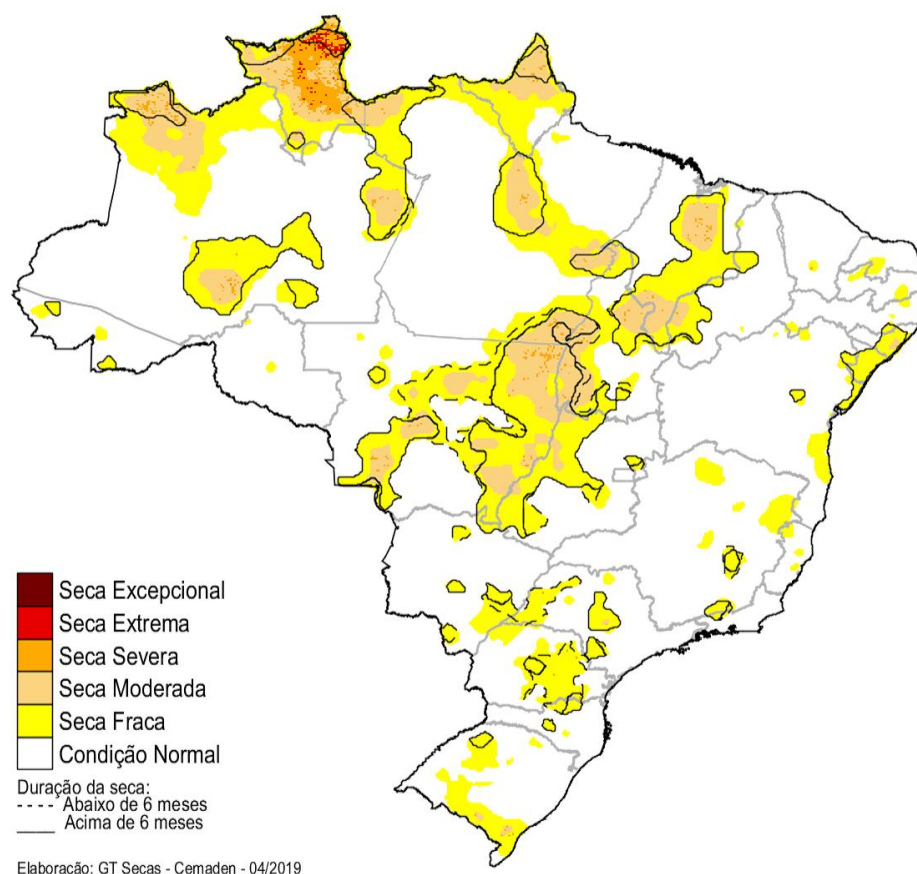 Seca Excepcional
Seca Extrema
Seca Severa
Seca Moderada
Seca Fraca
Condição Normal
Duração da seca:
Abaixo de 6 meses
Acima de 6 meses
Elaboração: GT Secas - Cemaden - 04/2019